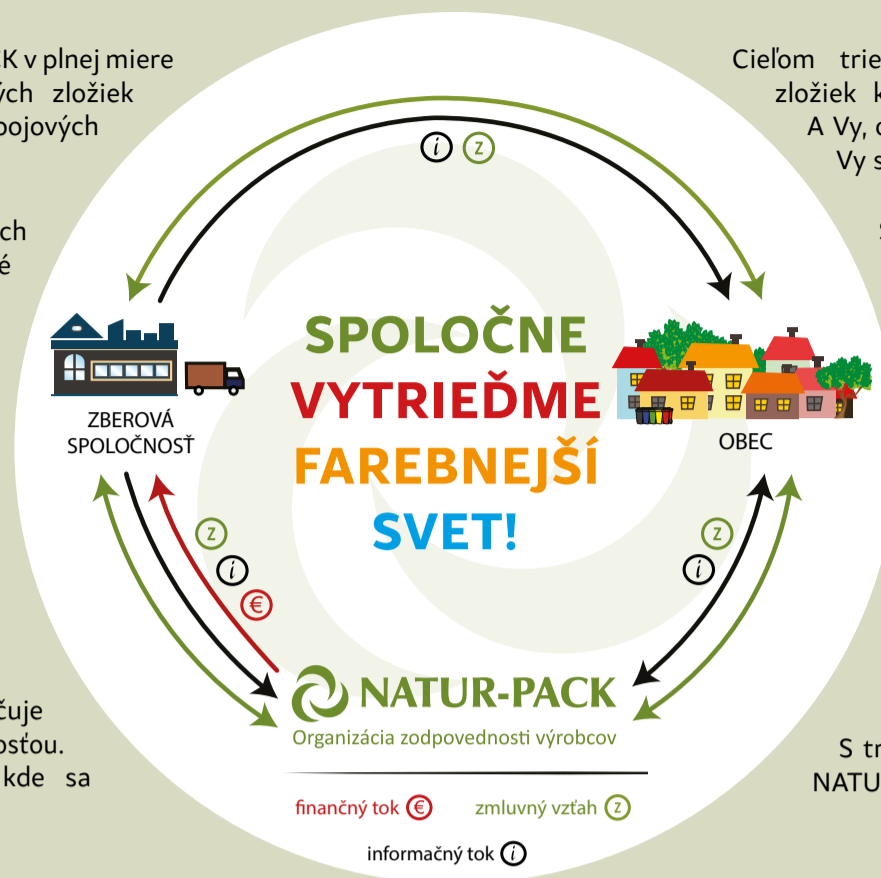 CK v plnej miere
ých zložiek
pojových
ch
é
Cieľom trie
zložiek k
A Vy, o
Vy s
S
i z
SPOLOČNE
VYTRIEĎME
FAREBNEJŠÍ
SVET!
ZBEROVÁ
SPOLOČNOSŤ
OBEC
z
i
€
z
i
NATUR-PACK
Organizácia zodpovednosti výrobcov
finančný tok € zmluvný vzťah z
informačný tok i
čuje
osťou.
kde sa
S tr
NATU